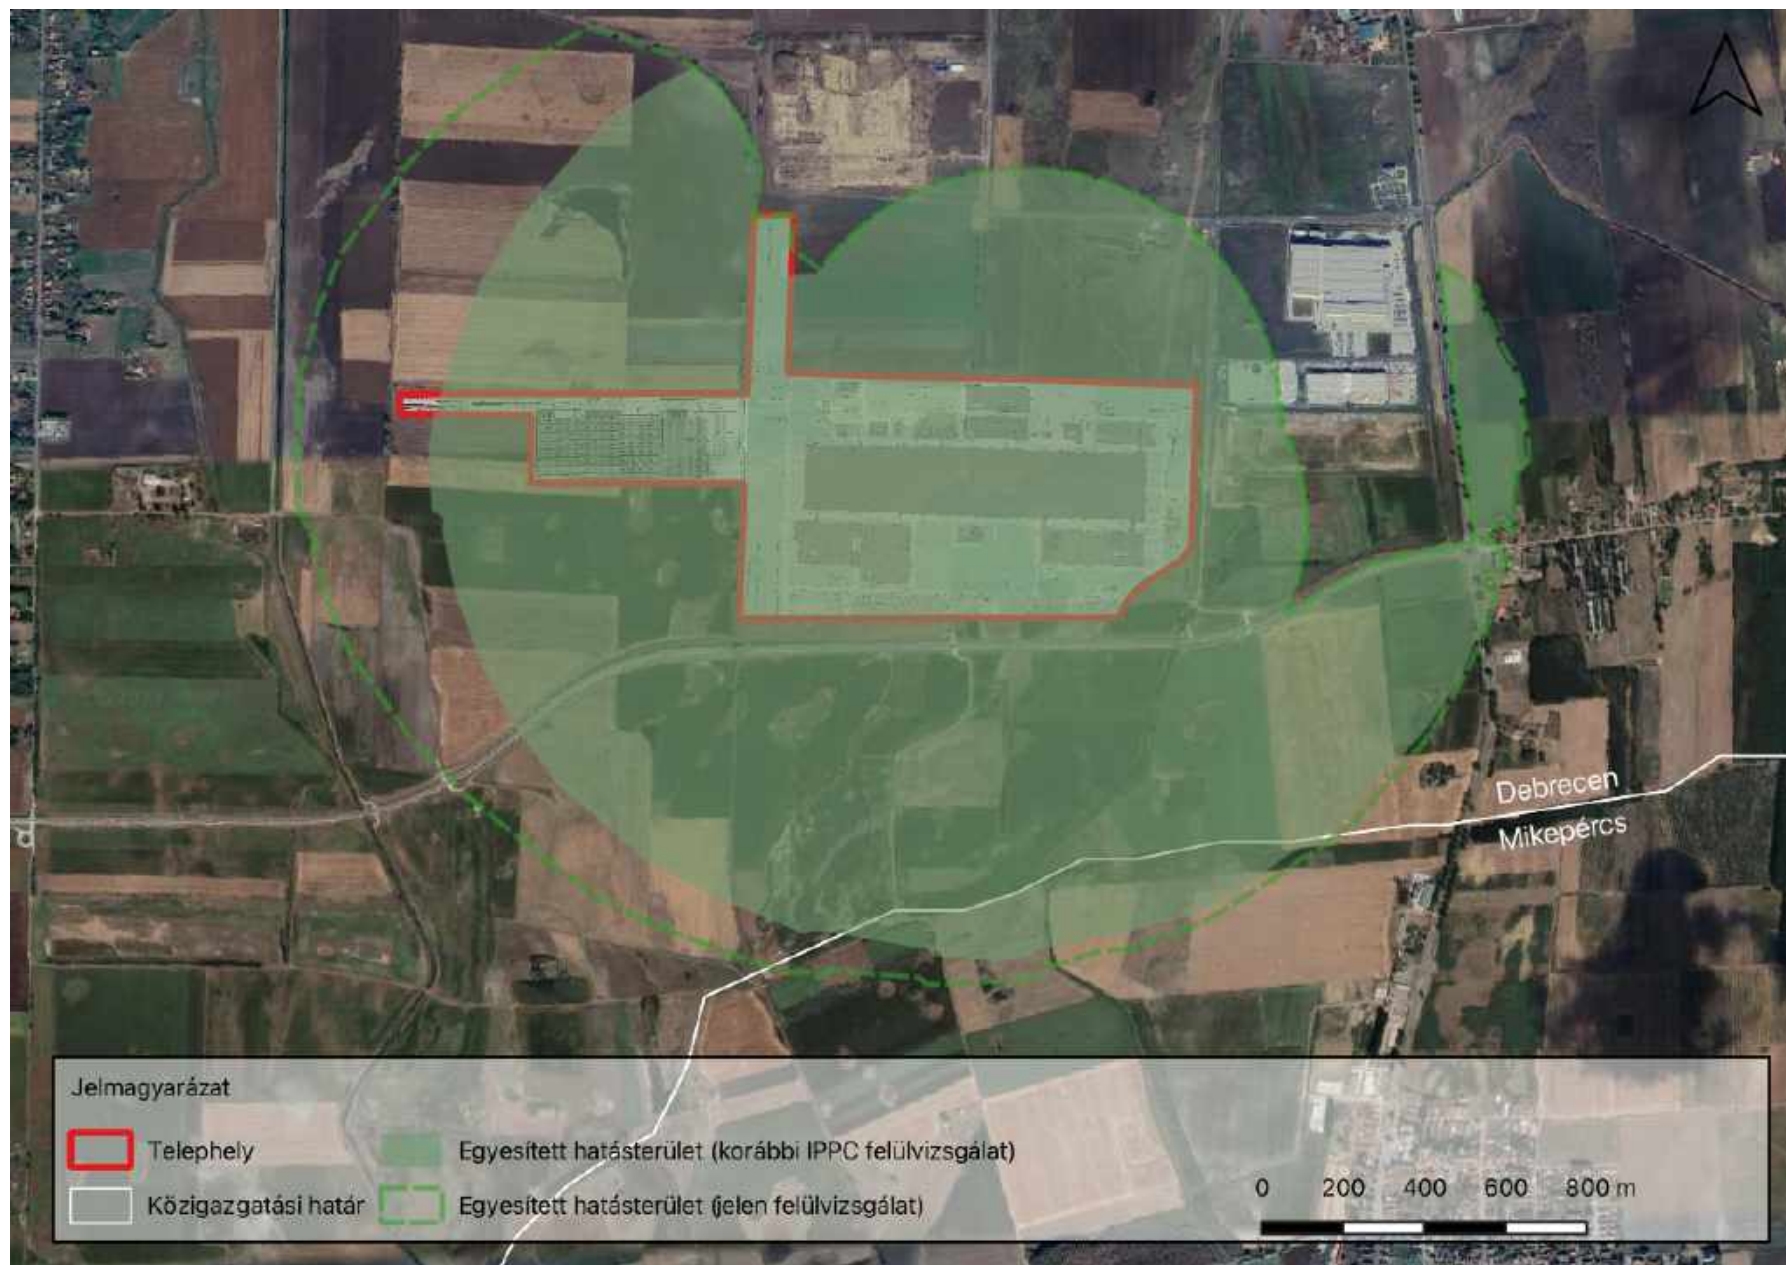 Debrecen
Mikepércs
Jelmagyarázat
Telephely
Egyesített hatásterület (korábbi IPPC felülvizsgálat)
Közigazgatási határ
Egyesített hatásterület (jelen felülvizsgálat)
0 200 400 600 800 m